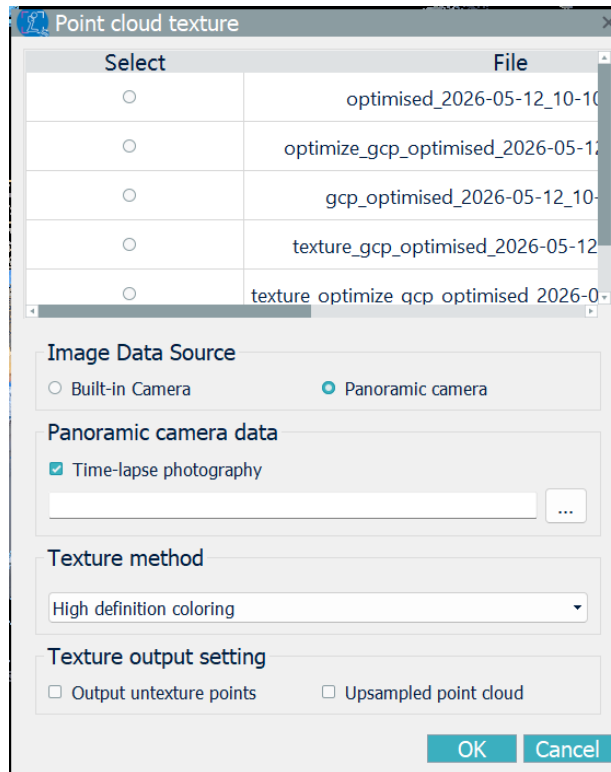 Point cloud texture
Select File
optimised_2026-05-12_10-10
optimize_gcp_optimised_2026-05-12
gcp_optimised_2026-05-12_10-
texture_gcp_optimised_2026-05-12
texture_optimize_gcp_optimised_2026-0
Image Data Source
Built-in Camera Panoramic camera
Panoramic camera data
Time-lapse photography
...
Texture method
High definition coloring
Texture output setting
Output untexture points Upsampled point cloud
OK Cancel